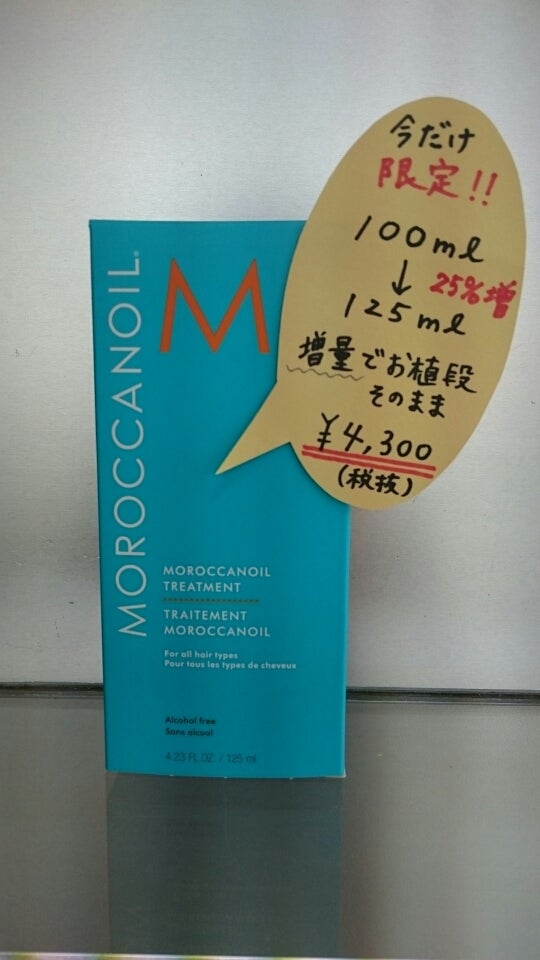 今だけ
限定!!
100ml
↓ 25%増
125ml
増量でお値段
そのまま
¥4,300
(税抜)
MOROCCANOIL®
M
MOROCCANOIL
TREATMENT
TRAITEMENT
MOROCCANOIL
For all hair types
Pour tous les types de cheveux
Alcohol free
Sans alcool
4.23 FL.OZ. / 125 ml